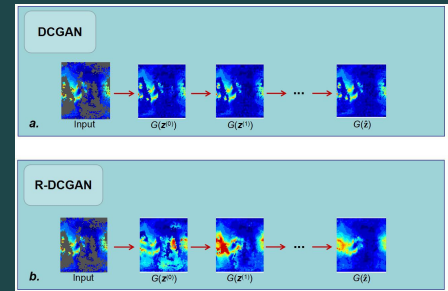 DCGAN
a.
Input
G(z⁽⁰⁾)
G(z⁽¹⁾)
...
G(ẑ)
R-DCGAN
b.
Input
G(z⁽⁰⁾)
G(z⁽¹⁾)
...
G(ẑ)